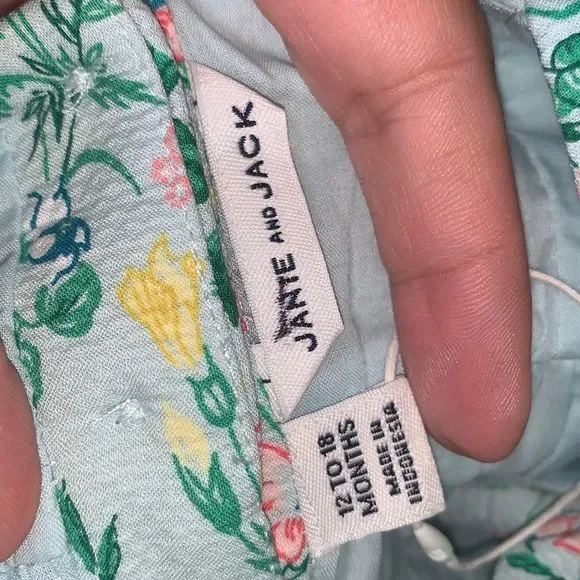 JANIE AND JACK
12 TO 18
MONTHS
MADE IN
INDONESIA